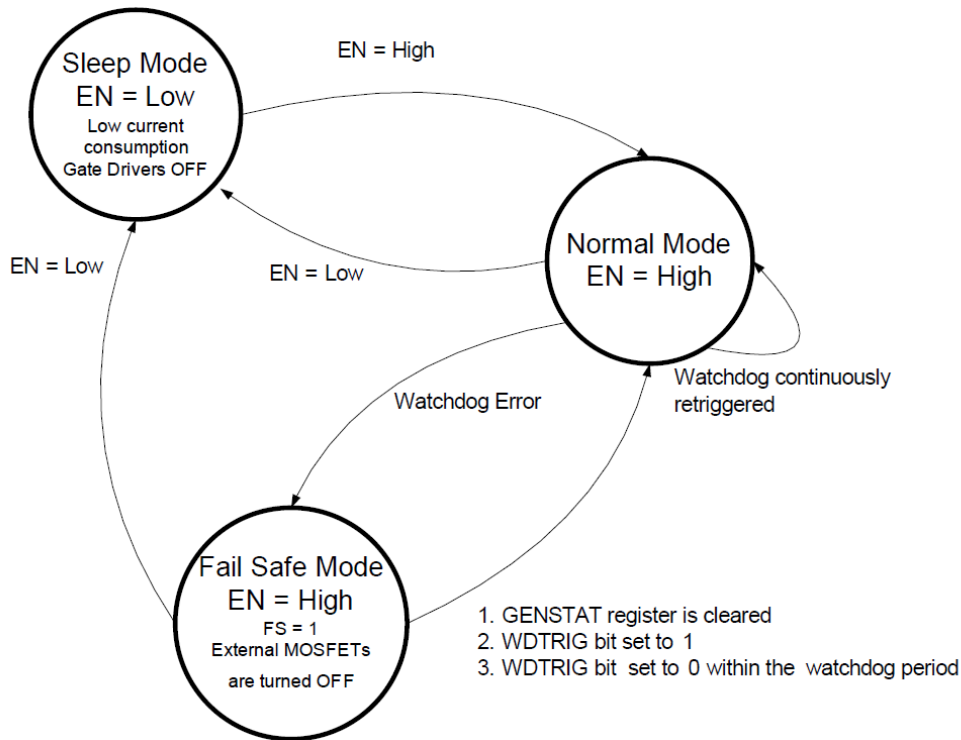 Sleep Mode
EN = Low
Low current
consumption
Gate Drivers OFF
EN = High
Normal Mode
EN = High
EN = Low
EN = Low
Watchdog continuously
retriggered
Watchdog Error
Fail Safe Mode
EN = High
FS = 1
External MOSFETs
are turned OFF
1. GENSTAT register is cleared
2. WDTRIG bit set to 1
3. WDTRIG bit set to 0 within the watchdog period